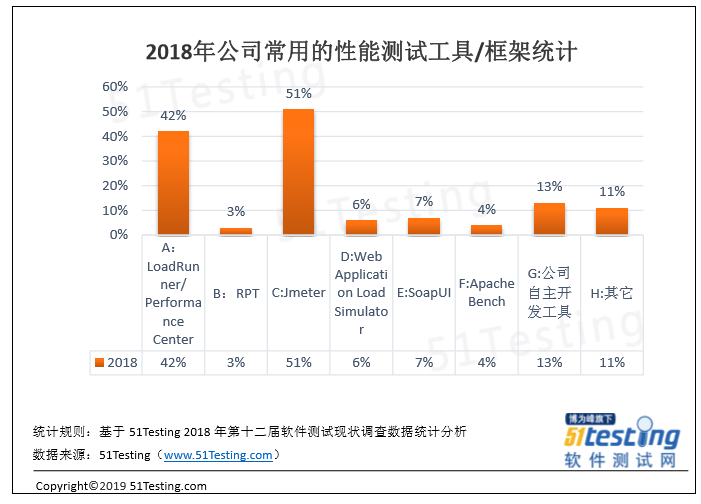 2018年公司常用的性能测试工具/框架统计
51Testing
60%
50%
40%
30%
20%
10%
0%
42%
3%
51%
6%
7%
4%
13%
11%
A：
LoadRun
ner/
Performa
nce
Center
B：RPT
C:Jmeter
D:Web
Applicati
on Load
Simulato
r
E:SoapUI
F:Apache
Bench
G:公司
自主开
发工具
H:其它
2018 42% 3% 51% 6% 7% 4% 13% 11%
51Testing
51Testing
统计规则：基于 51Testing 2018 年第十二届软件测试现状调查数据统计分析
数据来源：51Testing（www.51Testing.com）
博为峰旗下
51testing
软件测试网
Copyright©2019 51Testing.com